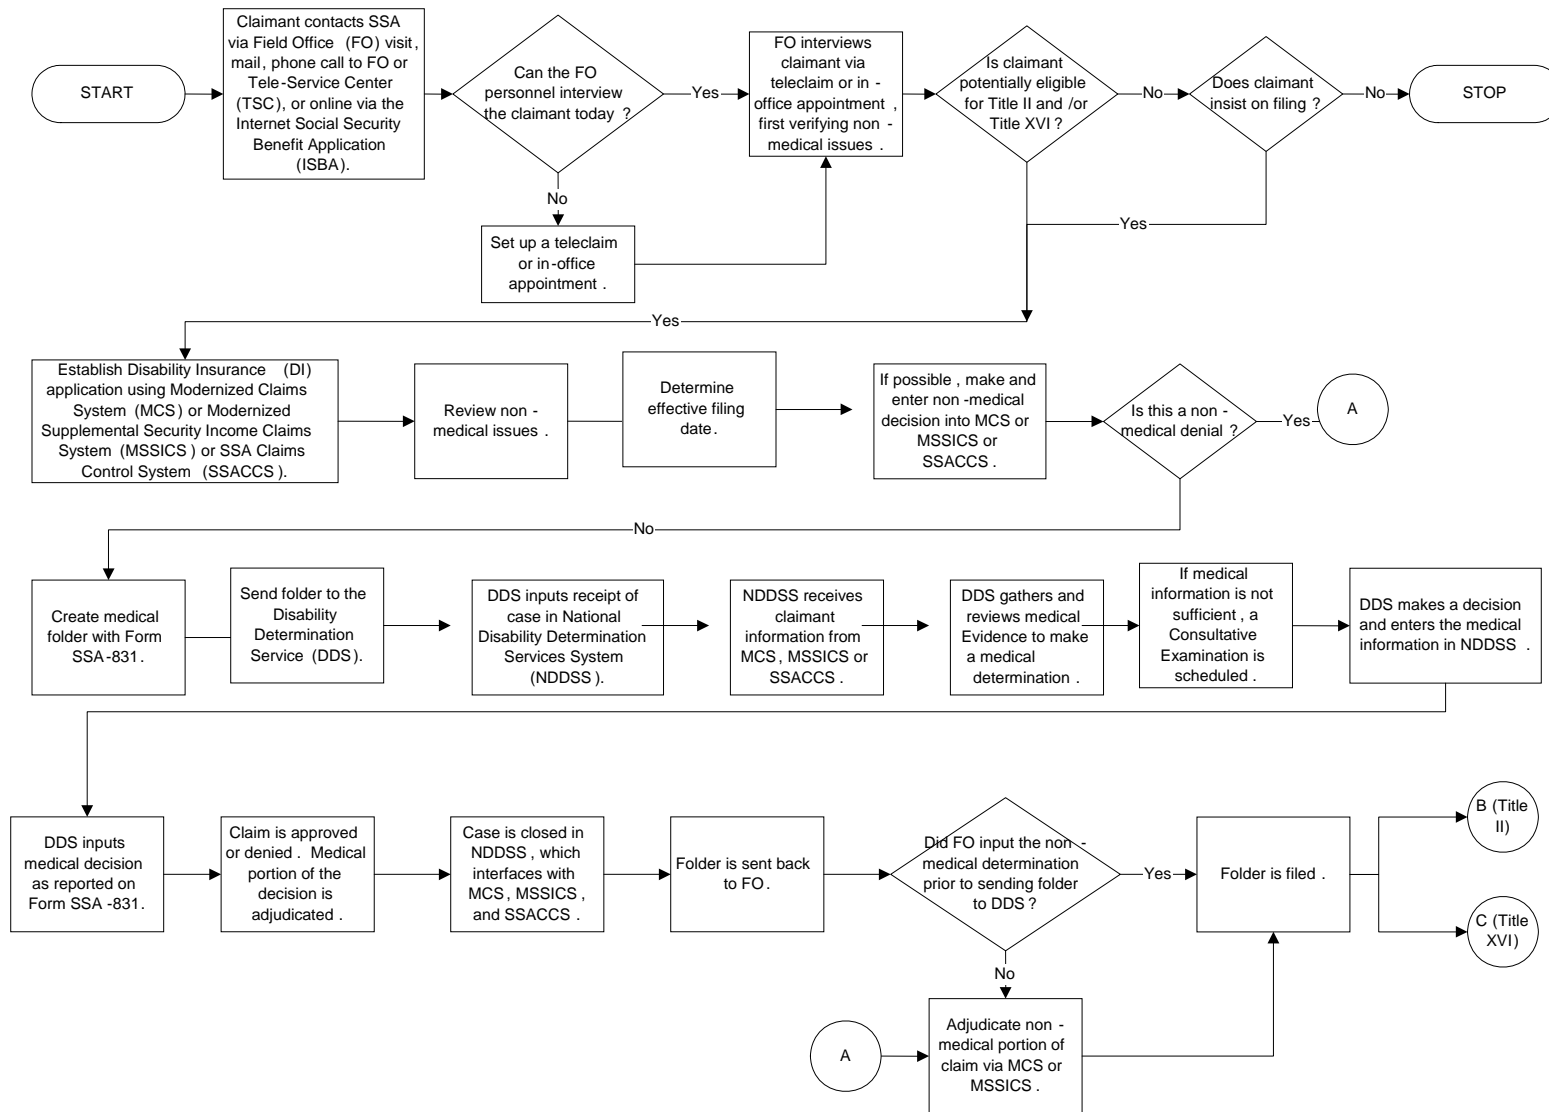 START
Claimant contacts SSA
via Field Office (FO) visit,
mail, phone call to FO or
Tele-Service Center
(TSC), or online via the
Internet Social Security
Benefit Application
(ISBA).
Can the FO
personnel interview
the claimant today ?
Yes
No
Set up a teleclaim
or in-office
appointment .
FO interviews
claimant via
teleclaim or in -
office appointment ,
first verifying non -
medical issues .
Is claimant
potentially eligible
for Title II and /or
Title XVI ?
No
Does claimant
insist on filing ?
No
STOP
Yes
Yes
Establish Disability Insurance (DI)
application using Modernized Claims
System (MCS) or Modernized
Supplemental Security Income Claims
System (MSSICS) or SSA Claims
Control System (SSACCS).
Review non -
medical issues .
Determine
effective filing
date.
If possible , make and
enter non -medical
decision into MCS or
MSSICS or
SSACCS .
Is this a non -
medical denial ?
Yes
A
No
Create medical
folder with Form
SSA-831.
Send folder to the
Disability
Determination
Service (DDS).
DDS inputs receipt of
case in National
Disability Determination
Services System
(NDDSS).
NDDSS receives
claimant
information from
MCS, MSSICS or
SSACCS .
DDS gathers and
reviews medical
Evidence to make
a medical
determination .
If medical
information is not
sufficient , a
Consultative
Examination is
scheduled .
DDS makes a decision
and enters the medical
information in NDDSS .
DDS inputs
medical decision
as reported on
Form SSA -831.
Claim is approved
or denied . Medical
portion of the
decision is
adjudicated .
Case is closed in
NDDSS , which
interfaces with
MCS, MSSICS ,
and SSACCS .
Folder is sent back
to FO.
Did FO input the non -
medical determination
prior to sending folder
to DDS ?
Yes
No
Folder is filed .
B (Title
II)
C (Title
XVI)
A
Adjudicate non -
medical portion of
claim via MCS or
MSSICS .